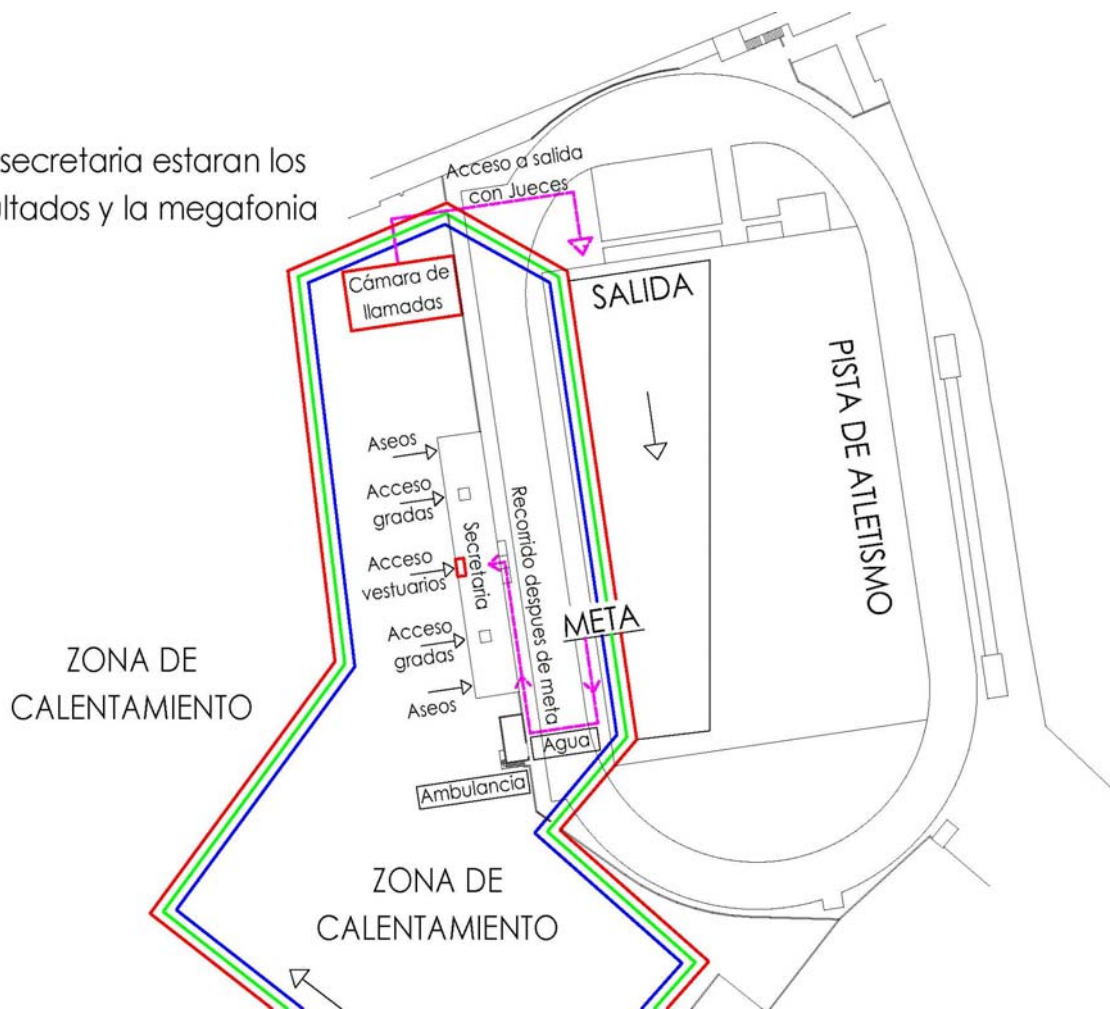 secretaria estaran los
ultados y la megafonia
Acceso a salida
con Jueces
Cámara de
llamadas
SALIDA
PISTA DE ATLETISMO
Aseos
Acceso
gradas
Acceso
vestuarios
Acceso
gradas
Aseos
Secretaria
Recorrido despues de meta
META
Agua
Ambulancia
ZONA DE
CALENTAMIENTO
ZONA DE
CALENTAMIENTO